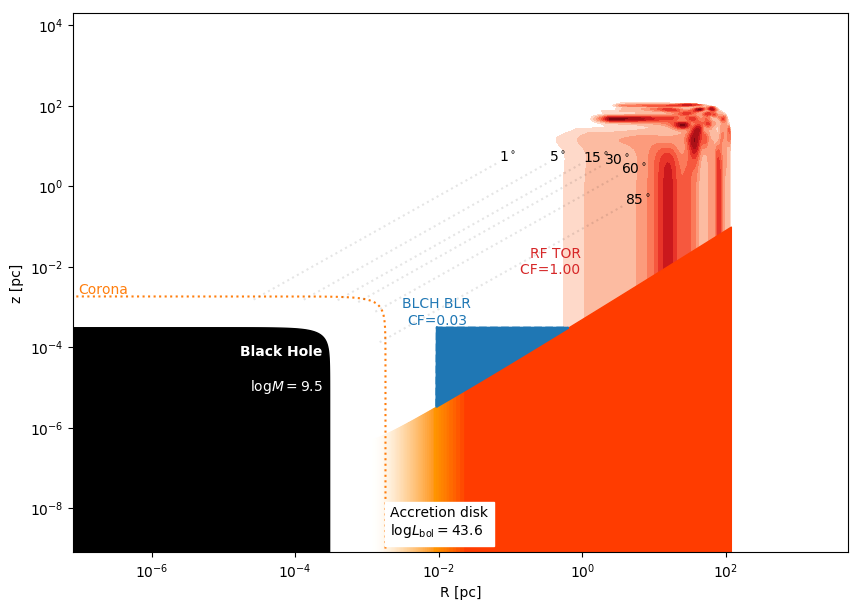 10^4
10^2
10^0
10^-2
10^-4
10^-6
10^-8
z [pc]
1° 5° 15° 30°
60°
85°
RF TOR
CF=1.00
Corona
BLCH BLR
CF=0.03
Black Hole
logM = 9.5
Accretion disk
logL_bol = 43.6
10^-6 10^-4 10^-2 10^0 10^2
R [pc]